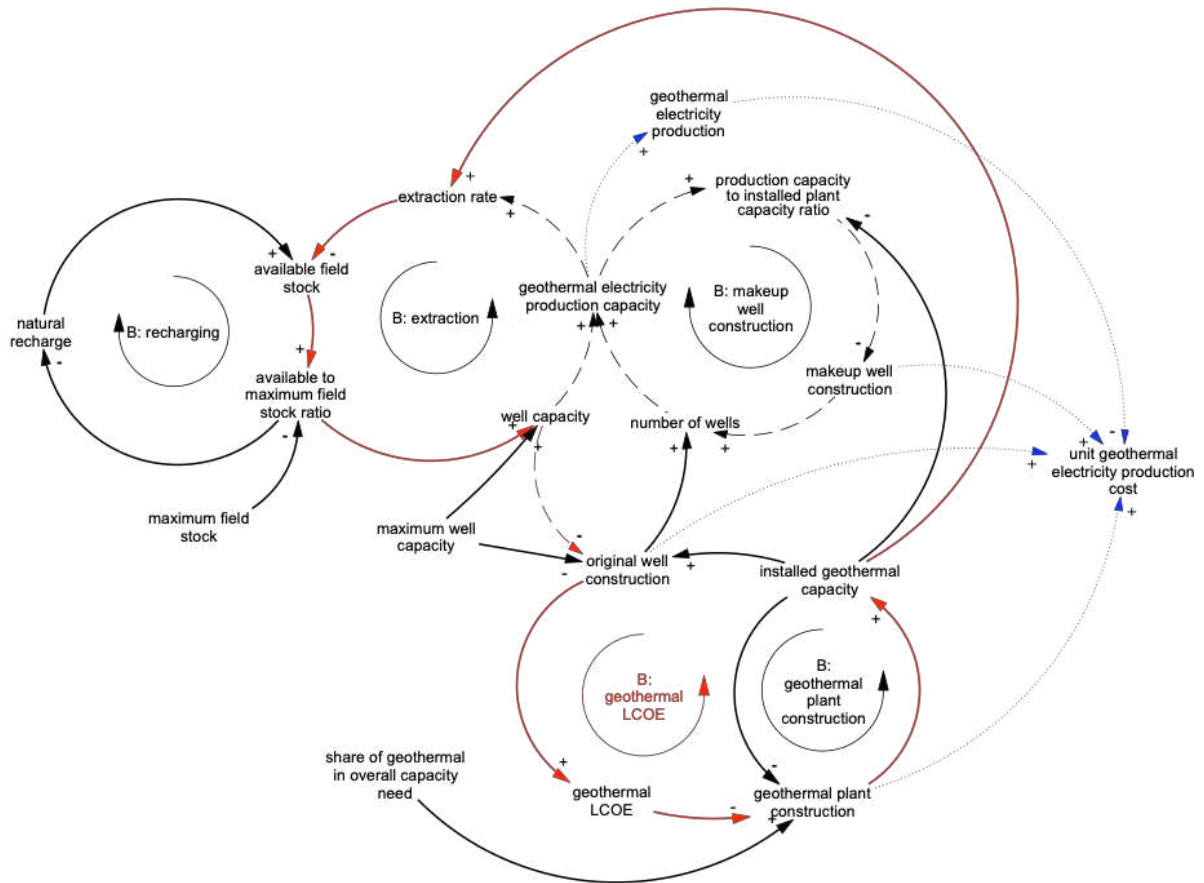 geothermal
electricity
production
+
+
extraction rate
+
+
production capacity
to installed plant
capacity ratio
-
+
-
available field
stock
geothermal electricity
production capacity
+
+
natural
recharge
-
B: recharging
B: extraction
B: makeup
well
construction
+
available to
maximum field
stock ratio
-
-
makeup well
construction
well capacity
+
+
number of wells
+
+
-
+
+
unit geothermal
electricity production
cost
+
maximum field
stock
maximum well
capacity
-
original well
construction
-
+
installed geothermal
capacity
+
B:
geothermal
LCOE
B:
geothermal
plant
construction
share of geothermal
in overall capacity
need
+
geothermal
LCOE
-
-
+
geothermal plant
construction